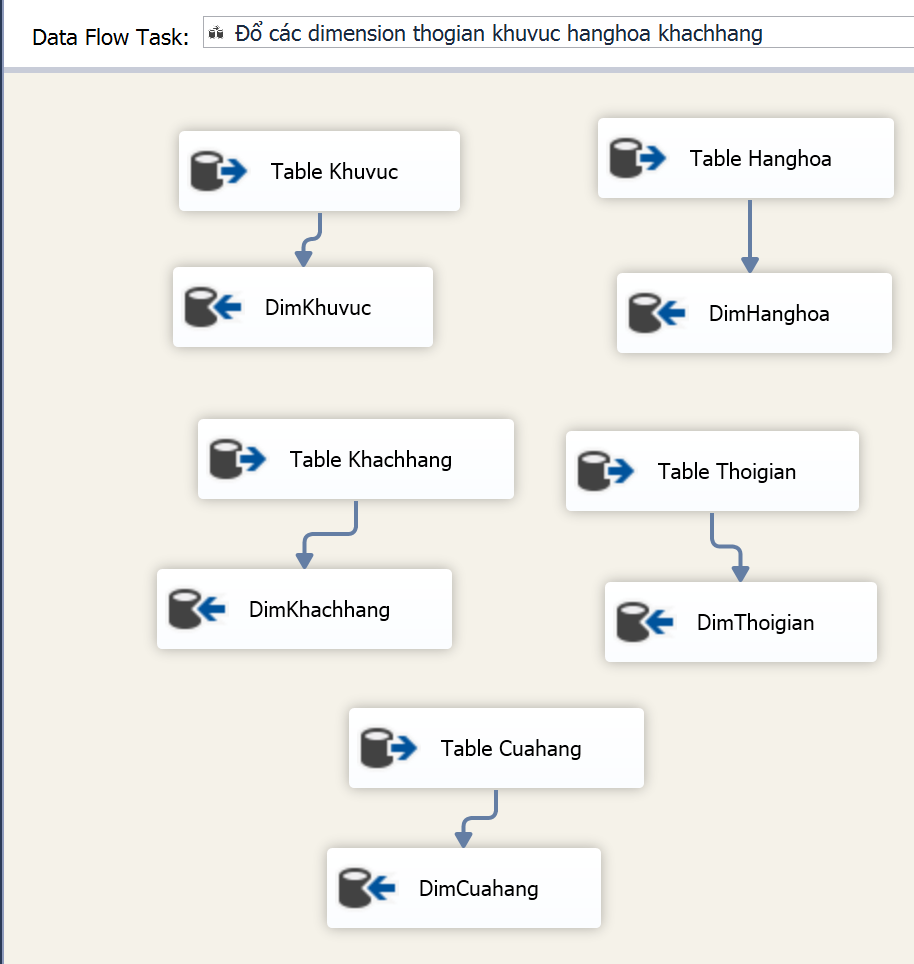 Data Flow Task: Đổ các dimension thogian khuvuc hanghoa khachhang
Table Khuvuc
Table Hanghoa
DimKhuvuc
DimHanghoa
Table Khachhang
Table Thoigian
DimKhachhang
DimThoigian
Table Cuahang
DimCuahang